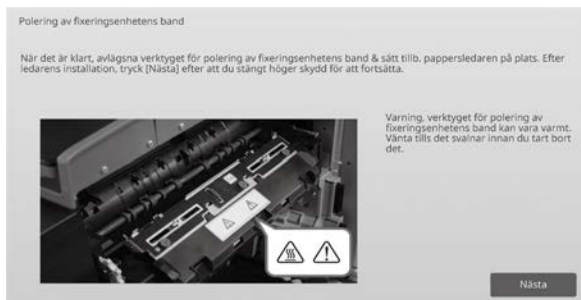 Polering av fixeringsenhetens band
När det är klart, avlägsna verktyget för polering av fixeringsenhetens band & sätt tillb. pappersledaren på plats. Efter
ledarens installation, tryck [Nästa] efter att du stängt höger skydd för att fortsätta.
Varning, verktyget för polering av
fixeringsenhetens band kan vara varmt.
Vänta tills det svalnar innan du tart bort
det.
Nästa